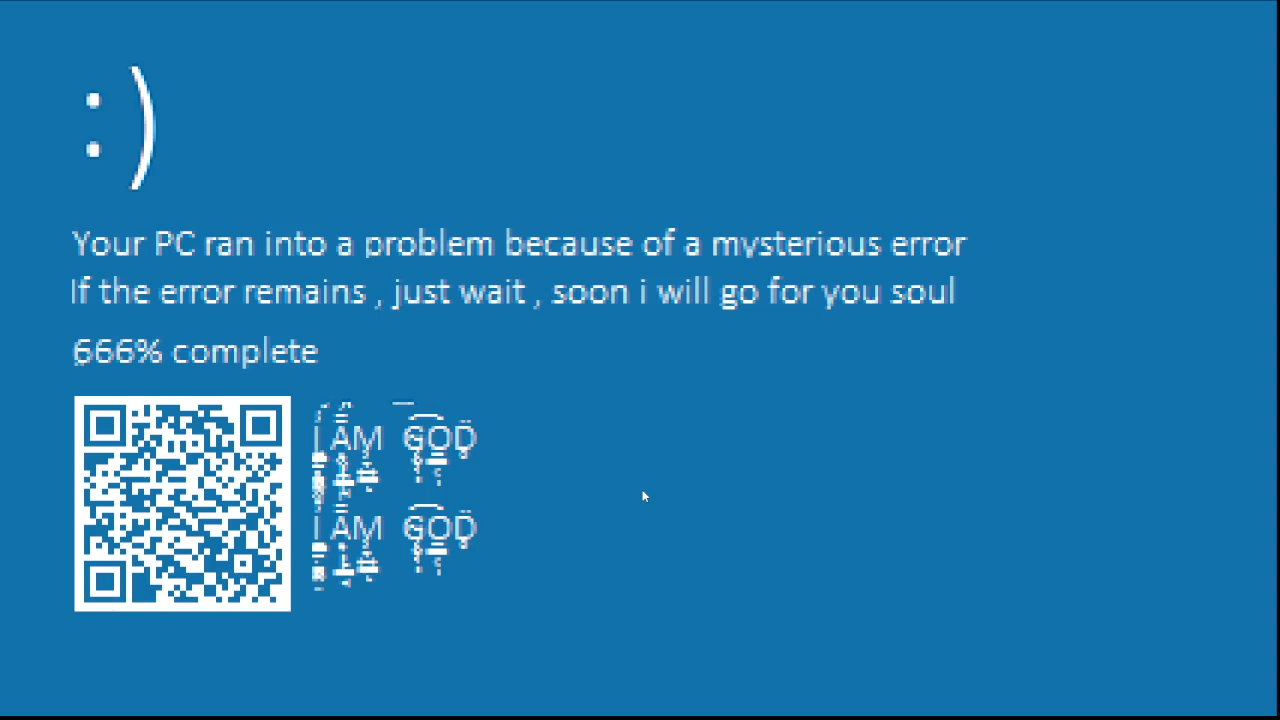 :)
Your PC ran into a problem because of a mysterious error
If the error remains , just wait , soon i will go for you soul
666% complete
I AM GOD
I AM GOD